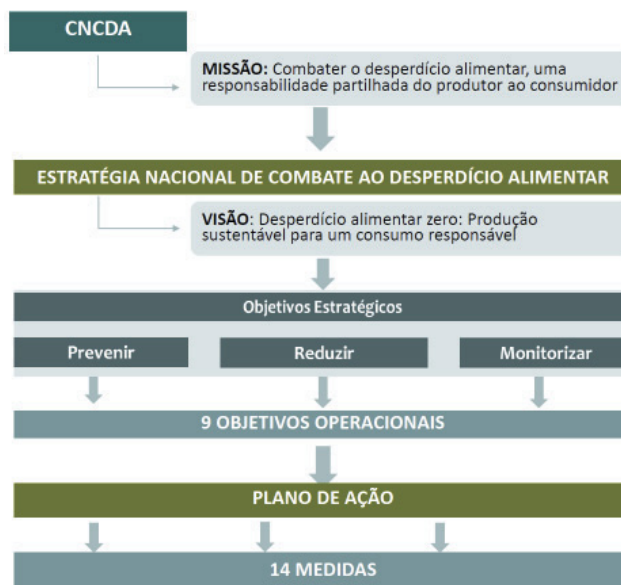 CNCDA
MISSÃO: Combater o desperdício alimentar, uma
responsabilidade partilhada do produtor ao consumidor
ESTRATÉGIA NACIONAL DE COMBATE AO DESPERDÍCIO ALIMENTAR
VISÃO: Desperdício alimentar zero: Produção
sustentável para um consumo responsável
Objetivos Estratégicos
Prevenir
Reduzir
Monitorizar
9 OBJETIVOS OPERACIONAIS
PLANO DE AÇÃO
14 MEDIDAS